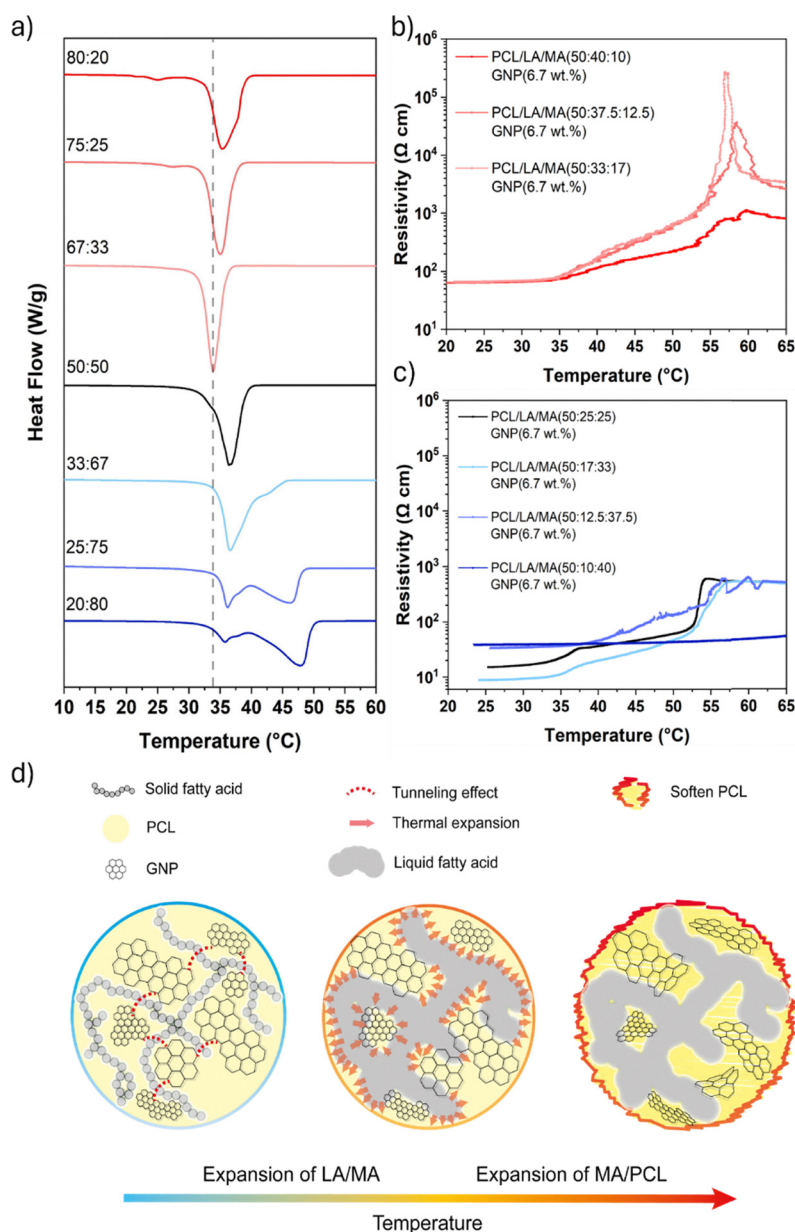 a)
80:20
75:25
67:33
50:50
33:67
25:75
20:80
Heat Flow (W/g)
10 15 20 25 30 35 40 45 50 55 60
Temperature (°C)
b)
PCL/LA/MA(50:40:10)
GNP(6.7 wt.%)
PCL/LA/MA(50:37.5:12.5)
GNP(6.7 wt.%)
PCL/LA/MA(50:33:17)
GNP(6.7 wt.%)
Resistivity (Ω cm)
10⁶
10⁵
10⁴
10³
10²
10¹
20 25 30 35 40 45 50 55 60 65
Temperature (°C)
c)
PCL/LA/MA(50:25:25)
GNP(6.7 wt.%)
PCL/LA/MA(50:17:33)
GNP(6.7 wt.%)
PCL/LA/MA(50:12.5:37.5)
GNP(6.7 wt.%)
PCL/LA/MA(50:10:40)
GNP(6.7 wt.%)
Resistivity (Ω cm)
10⁶
10⁵
10⁴
10³
10²
10¹
20 25 30 35 40 45 50 55 60 65
Temperature (°C)
d)
Solid fatty acid
PCL
GNP
Tunneling effect
Thermal expansion
Liquid fatty acid
Soften PCL
Expansion of LA/MA
Expansion of MA/PCL
Temperature